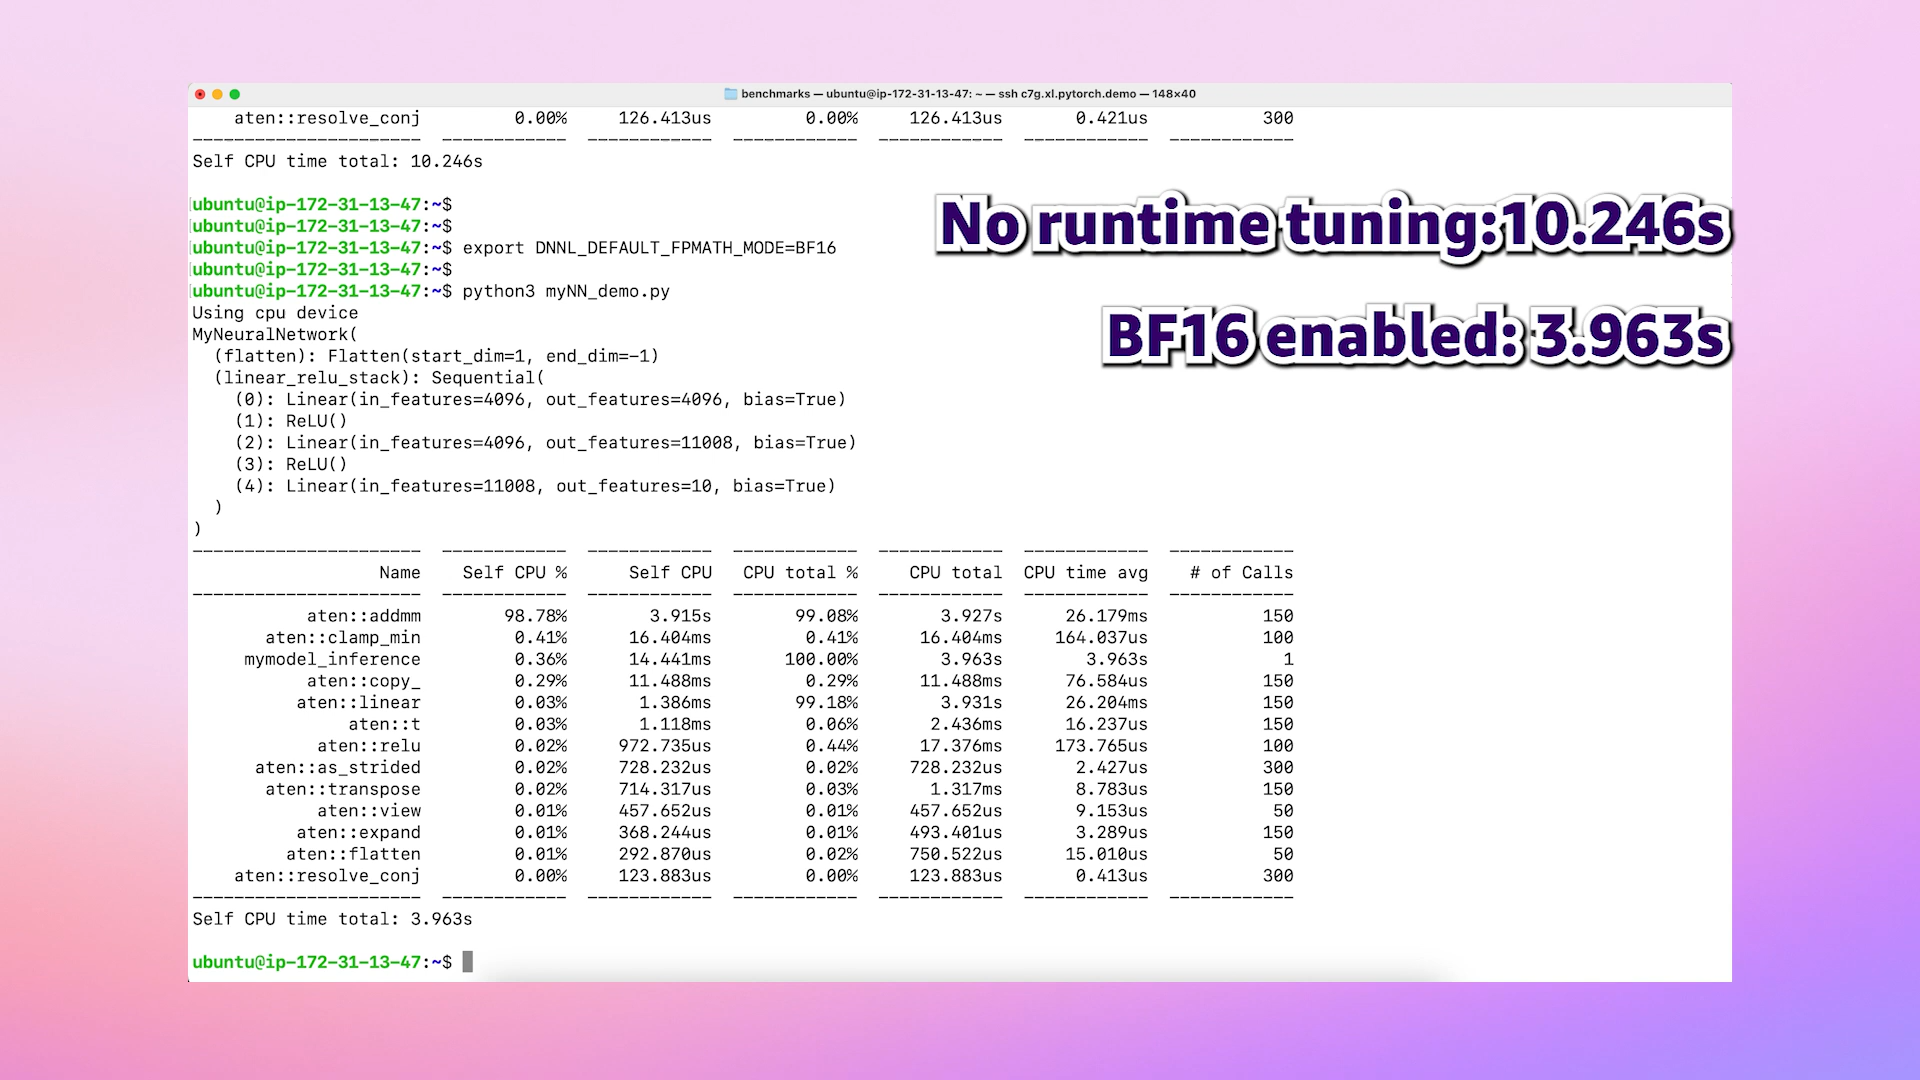 benchmarks — ubuntu@ip-172-31-13-47: ~ — ssh c7g.xl.pytorch.demo — 148×40
aten::resolve_conj 0.00% 126.413us 0.00% 126.413us 0.421us 300
---------------------- ------------ ------------ ------------ ------------ ------------ ------------
Self CPU time total: 10.246s
ubuntu@ip-172-31-13-47:~$
ubuntu@ip-172-31-13-47:~$
ubuntu@ip-172-31-13-47:~$ export DNNL_DEFAULT_FPMATH_MODE=BF16
ubuntu@ip-172-31-13-47:~$
ubuntu@ip-172-31-13-47:~$ python3 myNN_demo.py
Using cpu device
MyNeuralNetwork(
(flatten): Flatten(start_dim=1, end_dim=-1)
(linear_relu_stack): Sequential(
(0): Linear(in_features=4096, out_features=4096, bias=True)
(1): ReLU()
(2): Linear(in_features=4096, out_features=11008, bias=True)
(3): ReLU()
(4): Linear(in_features=11008, out_features=10, bias=True)
)
)
---------------------- ------------ ------------ ------------ ------------ ------------ ------------
Name Self CPU % Self CPU CPU total % CPU total CPU time avg # of Calls
---------------------- ------------ ------------ ------------ ------------ ------------ ------------
aten::addmm 98.78% 3.915s 99.08% 3.927s 26.179ms 150
aten::clamp_min 0.41% 16.404ms 0.41% 16.404ms 164.037us 100
mymodel_inference 0.36% 14.441ms 100.00% 3.963s 3.963s 1
aten::copy_ 0.29% 11.488ms 0.29% 11.488ms 76.584us 150
aten::linear 0.03% 1.386ms 99.18% 3.931s 26.204ms 150
aten::t 0.03% 1.118ms 0.06% 2.436ms 16.237us 150
aten::relu 0.02% 972.735us 0.44% 17.376ms 173.765us 100
aten::as_strided 0.02% 728.232us 0.02% 728.232us 2.427us 300
aten::transpose 0.02% 714.317us 0.03% 1.317ms 8.783us 150
aten::view 0.01% 457.652us 0.01% 457.652us 9.153us 50
aten::expand 0.01% 368.244us 0.01% 493.401us 3.289us 150
aten::flatten 0.01% 292.870us 0.02% 750.522us 15.010us 50
aten::resolve_conj 0.00% 123.883us 0.00% 123.883us 0.413us 300
---------------------- ------------ ------------ ------------ ------------ ------------ ------------
Self CPU time total: 3.963s
ubuntu@ip-172-31-13-47:~$
No runtime tuning:10.246s
BF16 enabled: 3.963s